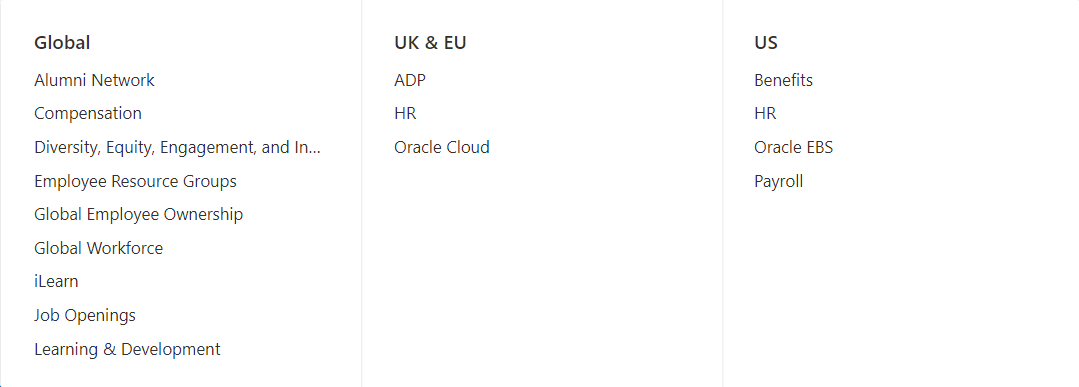 Global
Alumni Network
Compensation
Diversity, Equity, Engagement, and In...
Employee Resource Groups
Global Employee Ownership
Global Workforce
iLearn
Job Openings
Learning & Development
UK & EU
ADP
HR
Oracle Cloud
US
Benefits
HR
Oracle EBS
Payroll